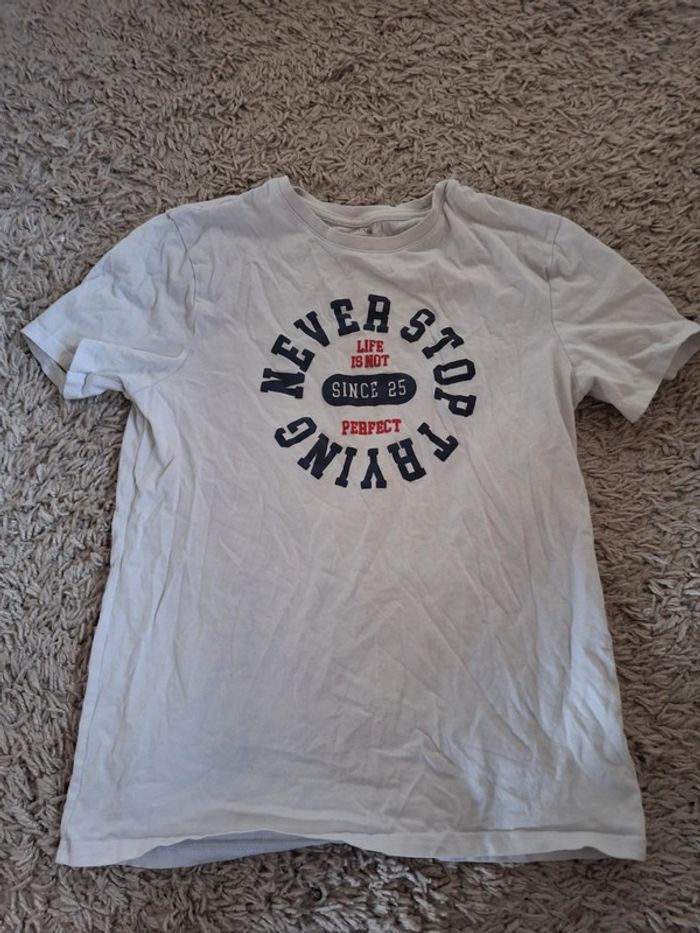 NEVER STOP TRYING
LIFE
IS NOT
SINCE 25
PERFECT